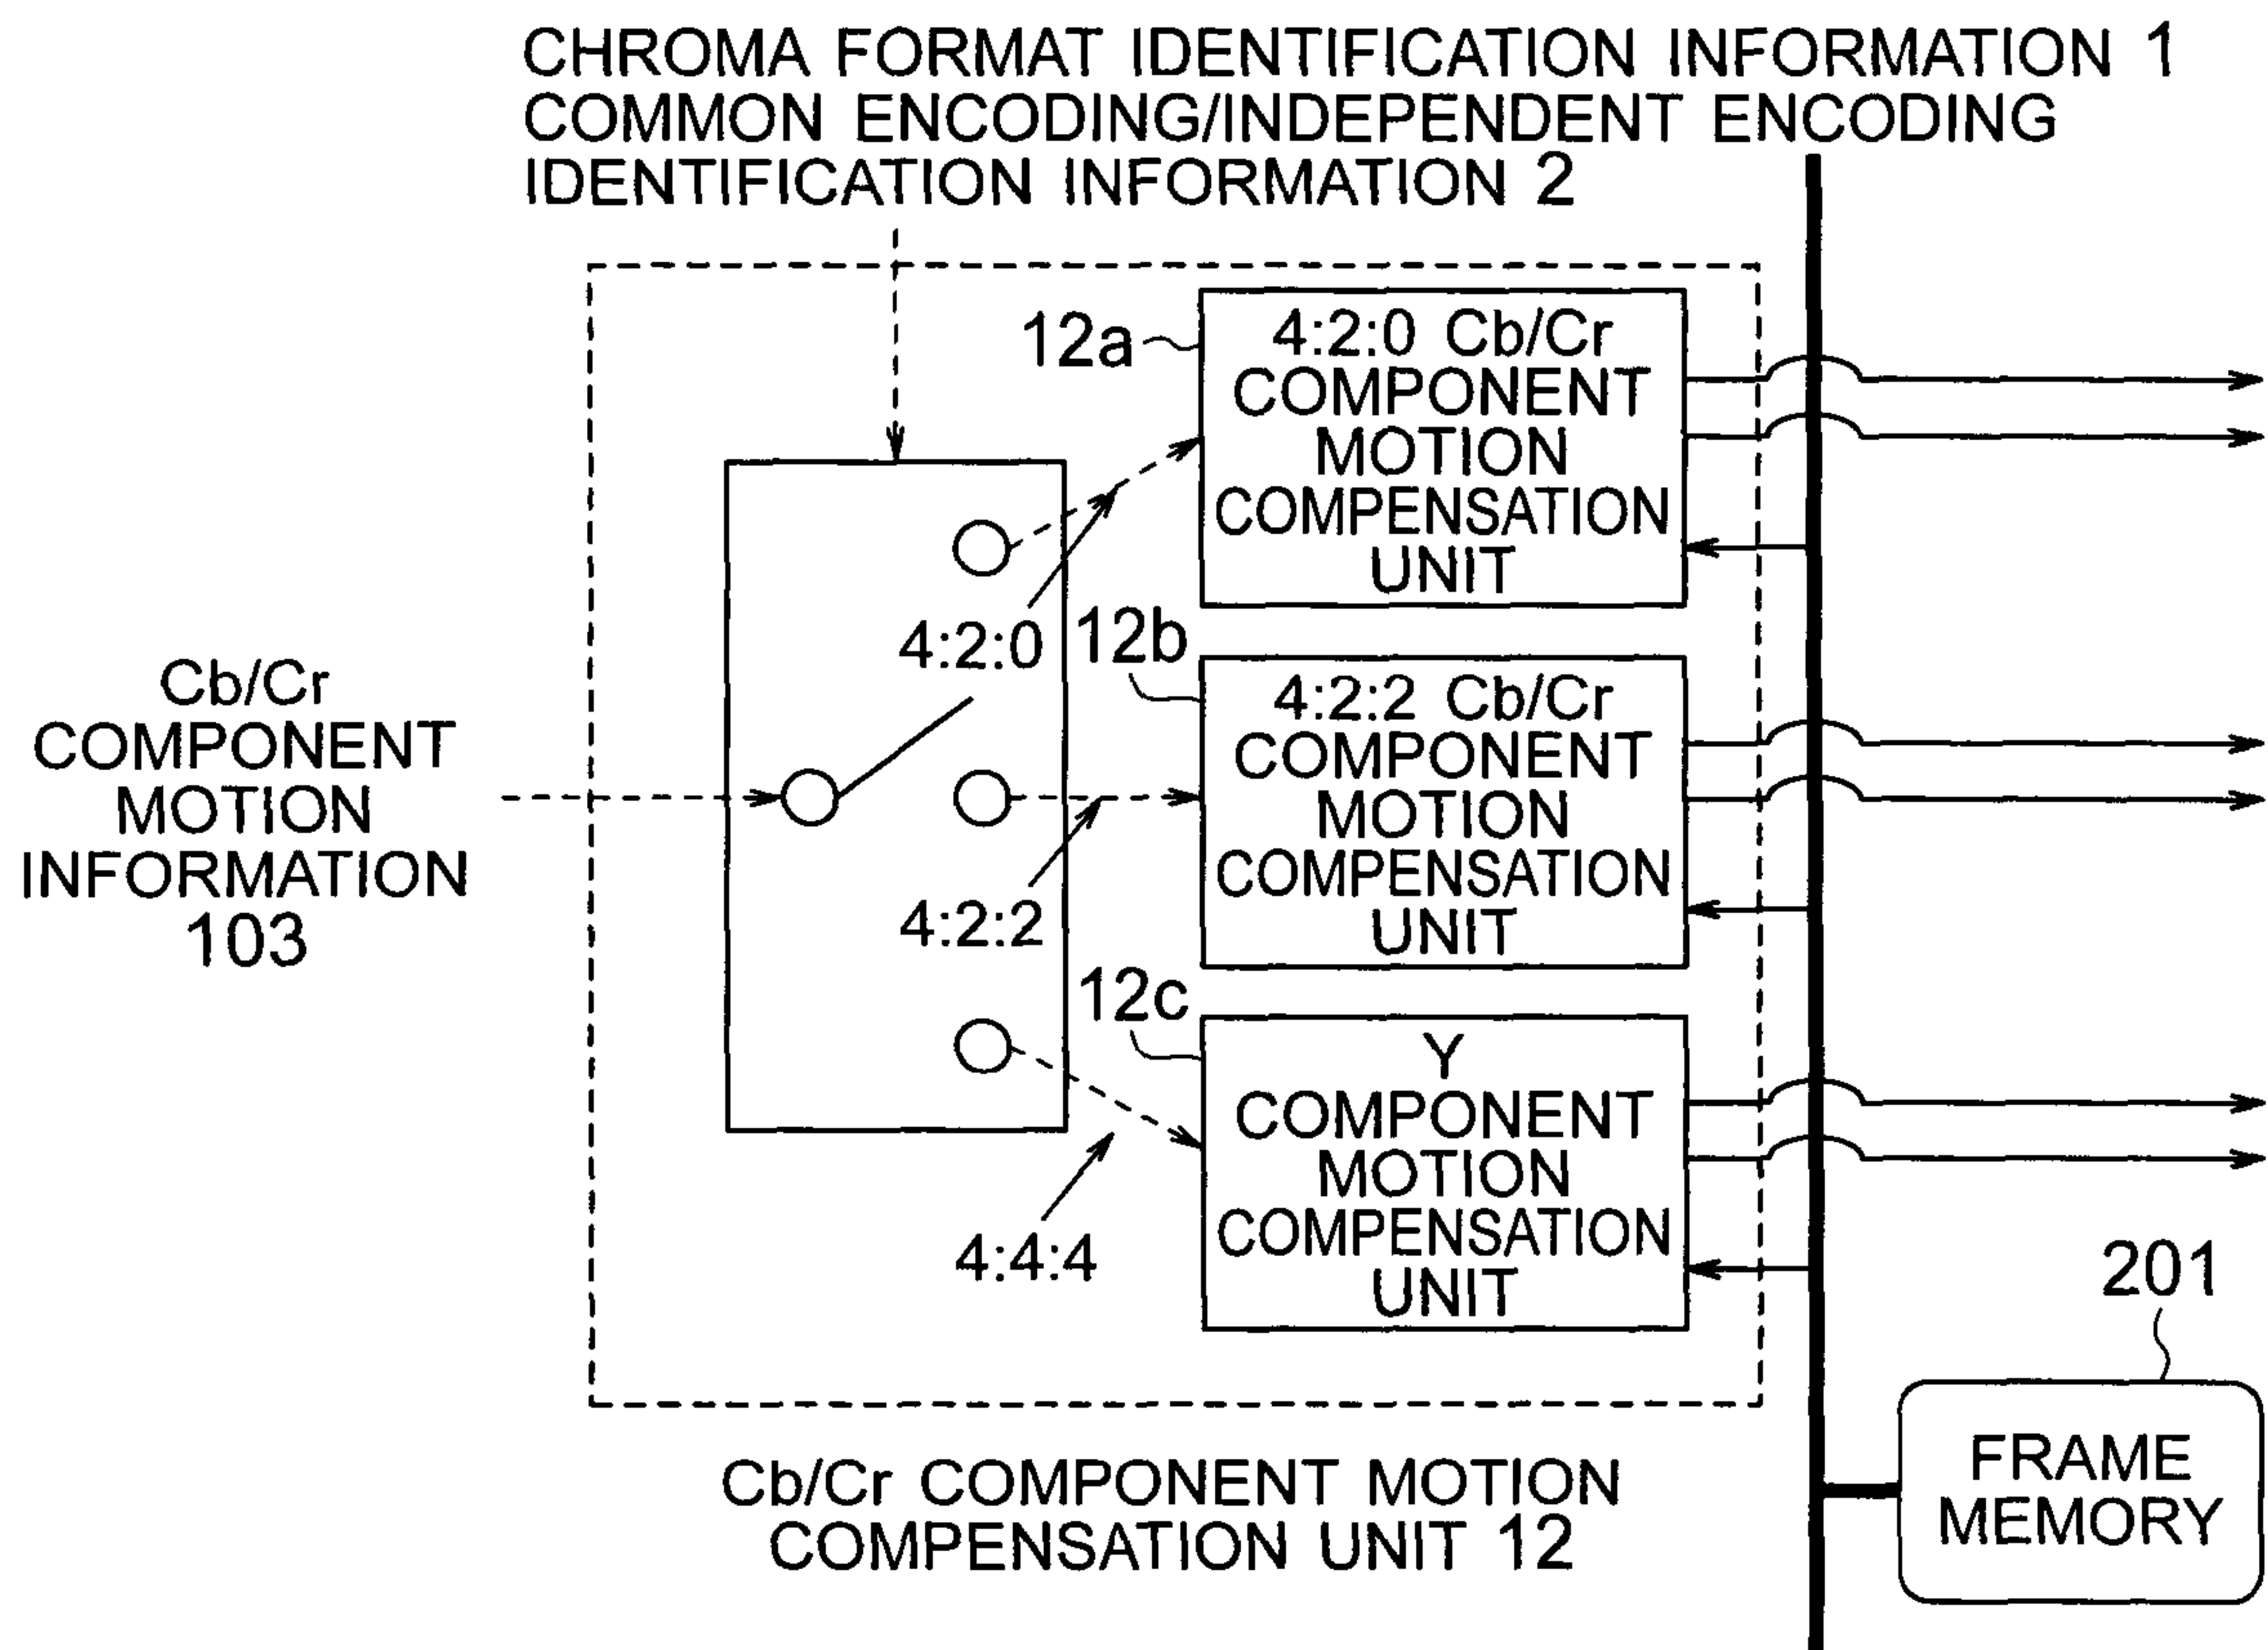 CHROMA FORMAT IDENTIFICATION INFORMATION 1
COMMON ENCODING/INDEPENDENT ENCODING
IDENTIFICATION INFORMATION 2
12a
4:2:0 Cb/Cr
COMPONENT
MOTION
COMPENSATION
UNIT
4:2:0
12b
4:2:2 Cb/Cr
COMPONENT
MOTION
COMPENSATION
UNIT
Cb/Cr
COMPONENT
MOTION
INFORMATION
103
4:2:2
12c
Y
COMPONENT
MOTION
COMPENSATION
UNIT
4:4:4
201
FRAME
MEMORY
Cb/Cr COMPONENT MOTION
COMPENSATION UNIT 12